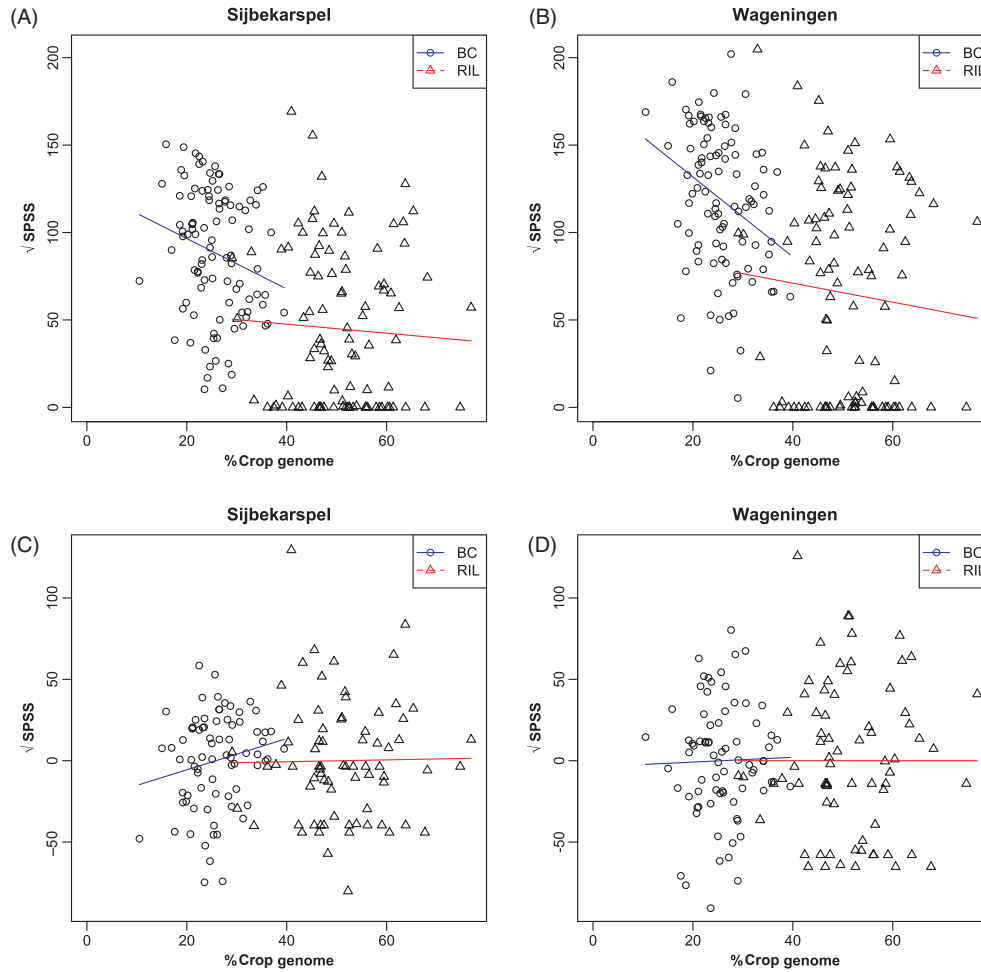 (A)
Sijbekarspel
BC
RIL
200
150
100
50
0
√ SPSS
0
20
40
60
%Crop genome
(B)
Wageningen
BC
RIL
200
150
100
50
0
√ SPSS
0
20
40
60
%Crop genome
(C)
Sijbekarspel
BC
RIL
100
50
0
−50
√ SPSS
0
20
40
60
%Crop genome
(D)
Wageningen
BC
RIL
100
50
0
−50
√ SPSS
0
20
40
60
%Crop genome